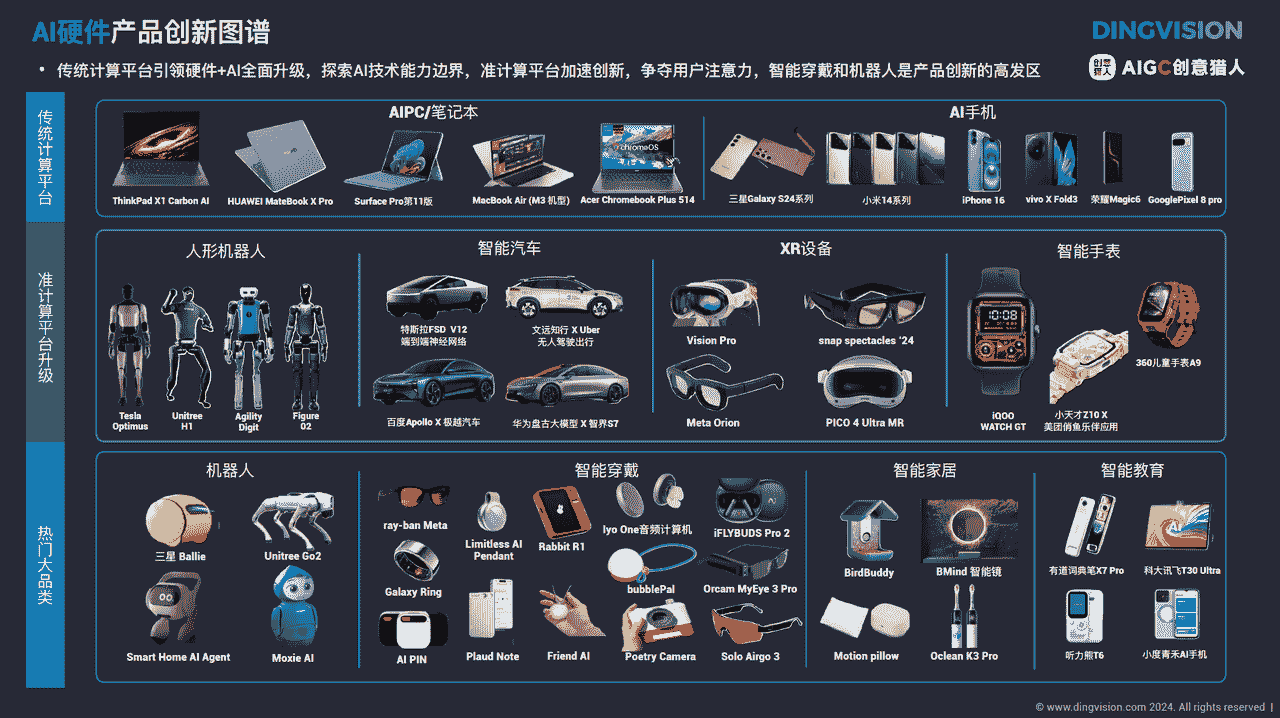 AI硬件产品创新图谱
DINGVISION
• 传统计算平台引领硬件+AI全面升级，探索AI技术能力边界，准计算平台加速创新，争夺用户注意力，智能穿戴和机器人是产品创新的高发区
创意猎人 AIGC创意猎人
传统计算平台
AIPC/笔记本
ThinkPad X1 Carbon AI
HUAWEI MateBook X Pro
Surface Pro第11版
MacBook Air (M3 机型)
chromeOS
Acer Chromebook Plus 514
AI手机
三星Galaxy S24系列
小米14系列
iPhone 16
vivo X Fold3
荣耀Magic6
GooglePixel 8 pro
准计算平台升级
人形机器人
Tesla
Optimus
Unitree
H1
Agility
Digit
Figure
02
智能汽车
特斯拉FSD V12
端到端神经网络
文远知行 X Uber
无人驾驶出行
百度Apollo X 极越汽车
华为盘古大模型 X 智界S7
XR设备
Vision Pro
snap spectacles '24
Meta Orion
PICO 4 Ultra MR
智能手表
10:08
iQOO
WATCH GT
小天才Z10 X
美团俏鱼乐伴应用
360儿童手表A9
热门大品类
机器人
三星 Ballie
Unitree Go2
Smart Home AI Agent
Moxie AI
智能穿戴
ray-ban Meta
Limitless AI
Pendant
Rabbit R1
Iyo One音频计算机
iFLYBUDS Pro 2
Galaxy Ring
bubblePal
Orcam MyEye 3 Pro
AI PIN
Plaud Note
Friend AI
Poetry Camera
Solo Airgo 3
智能家居
BirdBuddy
BMind 智能镜
Motion pillow
Oclean K3 Pro
智能教育
有道词典笔X7 Pro
科大讯飞T30 Ultra
听力熊T6
小度青禾AI手机
© www.dingvision.com 2024. All rights reserved